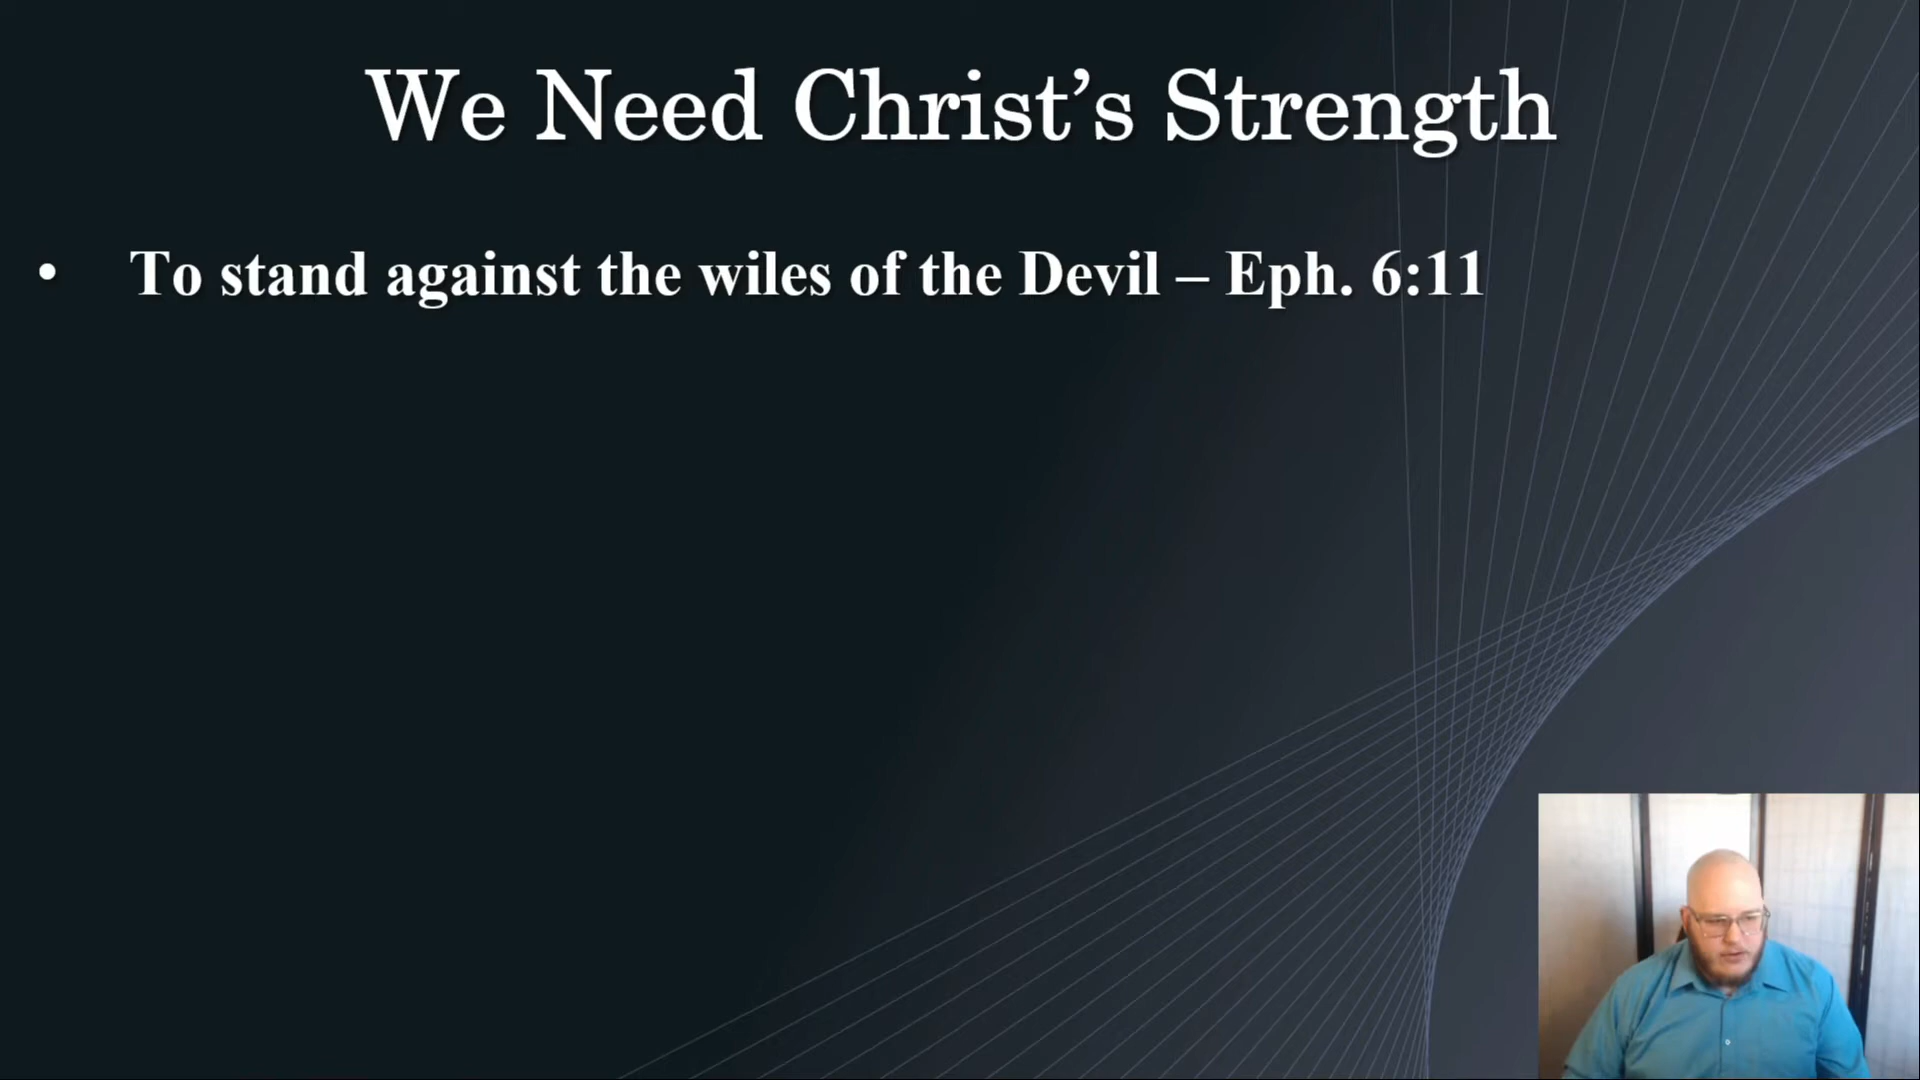 We Need Christ’s Strength
• To stand against the wiles of the Devil – Eph. 6:11